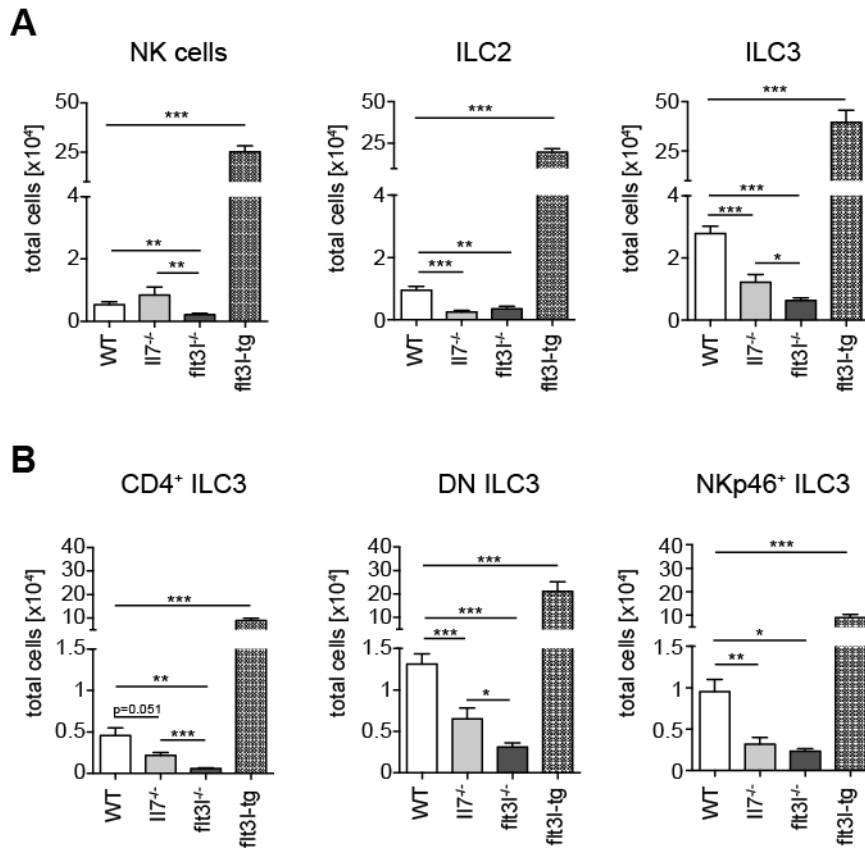 A
NK cells
ILC2
ILC3
total cells [x10⁴]
50
25
4
2
0
***
**
**
WT
Il7⁻/⁻
flt3l⁻/⁻
flt3l-tg
total cells [x10⁴]
50
25
4
2
0
***
**
***
WT
Il7⁻/⁻
flt3l⁻/⁻
flt3l-tg
total cells [x10⁴]
50
25
4
2
0
***
***
***
*
WT
Il7⁻/⁻
flt3l⁻/⁻
flt3l-tg
B
CD4⁺ ILC3
DN ILC3
NKp46⁺ ILC3
total cells [x10⁴]
40
30
20
10
1.5
1
0.5
0
***
**
p=0.051
***
WT
Il7⁻/⁻
flt3l⁻/⁻
flt3l-tg
total cells [x10⁴]
40
30
20
10
1.5
1
0.5
0
***
***
***
*
WT
Il7⁻/⁻
flt3l⁻/⁻
flt3l-tg
total cells [x10⁴]
40
30
20
10
1.5
1
0.5
0
***
*
**
WT
Il7⁻/⁻
flt3l⁻/⁻
flt3l-tg